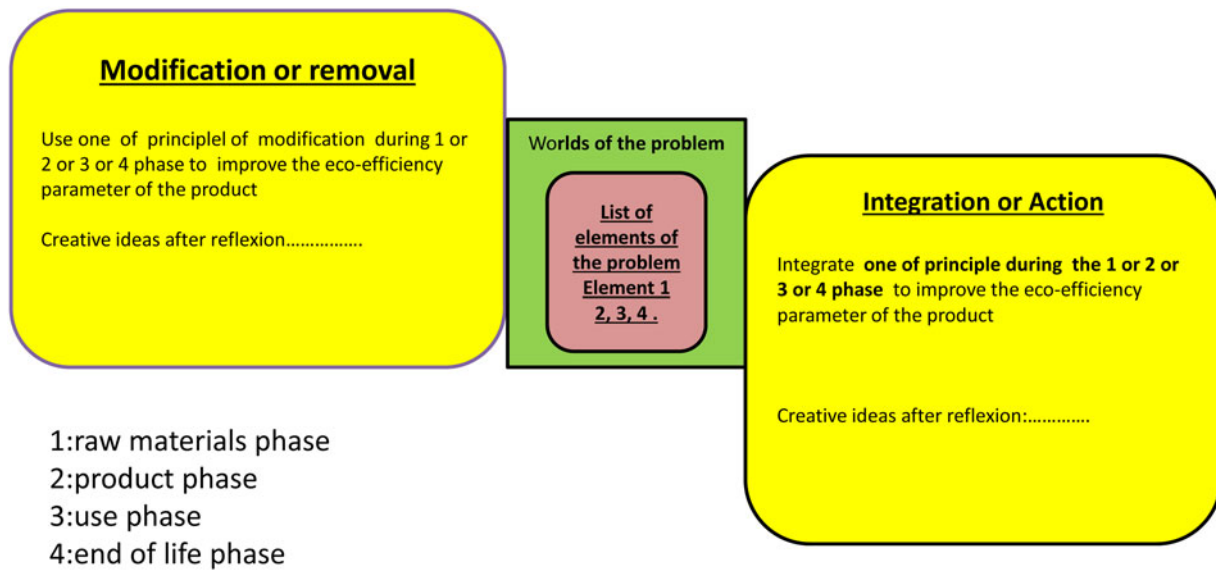 Modification or removal
Use one of principlel of modification during 1 or
2 or 3 or 4 phase to improve the eco-efficiency
parameter of the product
Creative ideas after reflexion…………….
Worlds of the problem
List of
elements of
the problem
Element 1
2, 3, 4 .
Integration or Action
Integrate one of principle during the 1 or 2 or
3 or 4 phase to improve the eco-efficiency
parameter of the product
Creative ideas after reflexion:………….
1:raw materials phase
2:product phase
3:use phase
4:end of life phase